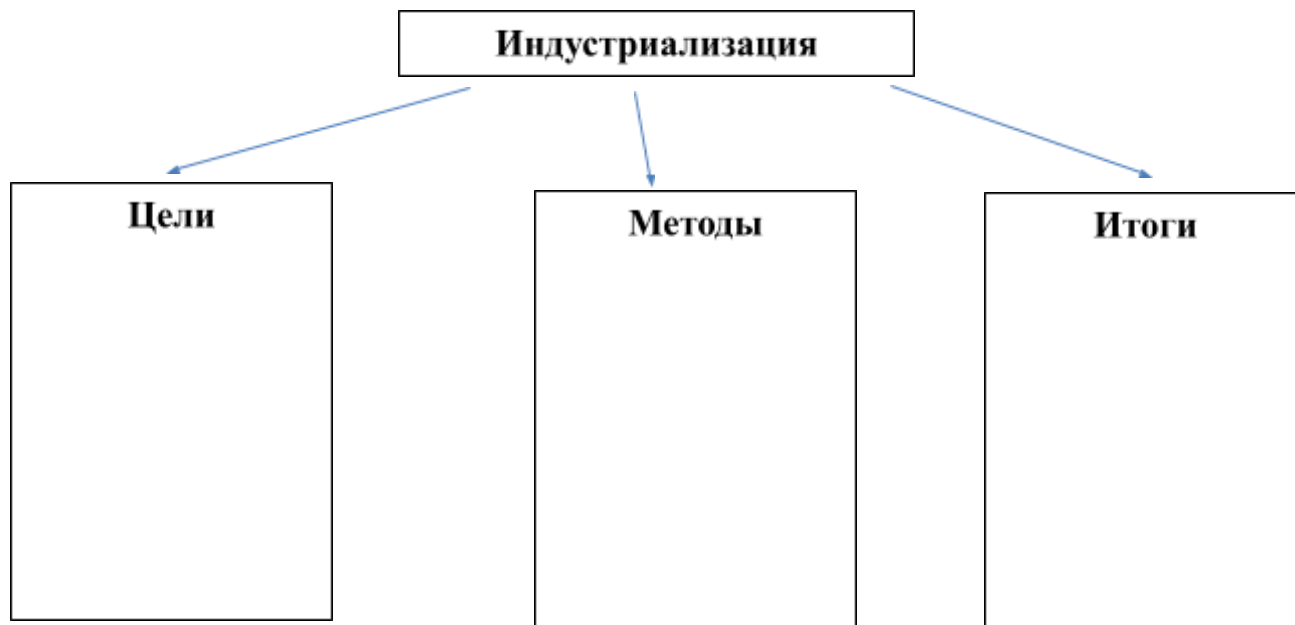 Индустриализация
Цели
Методы
Итоги